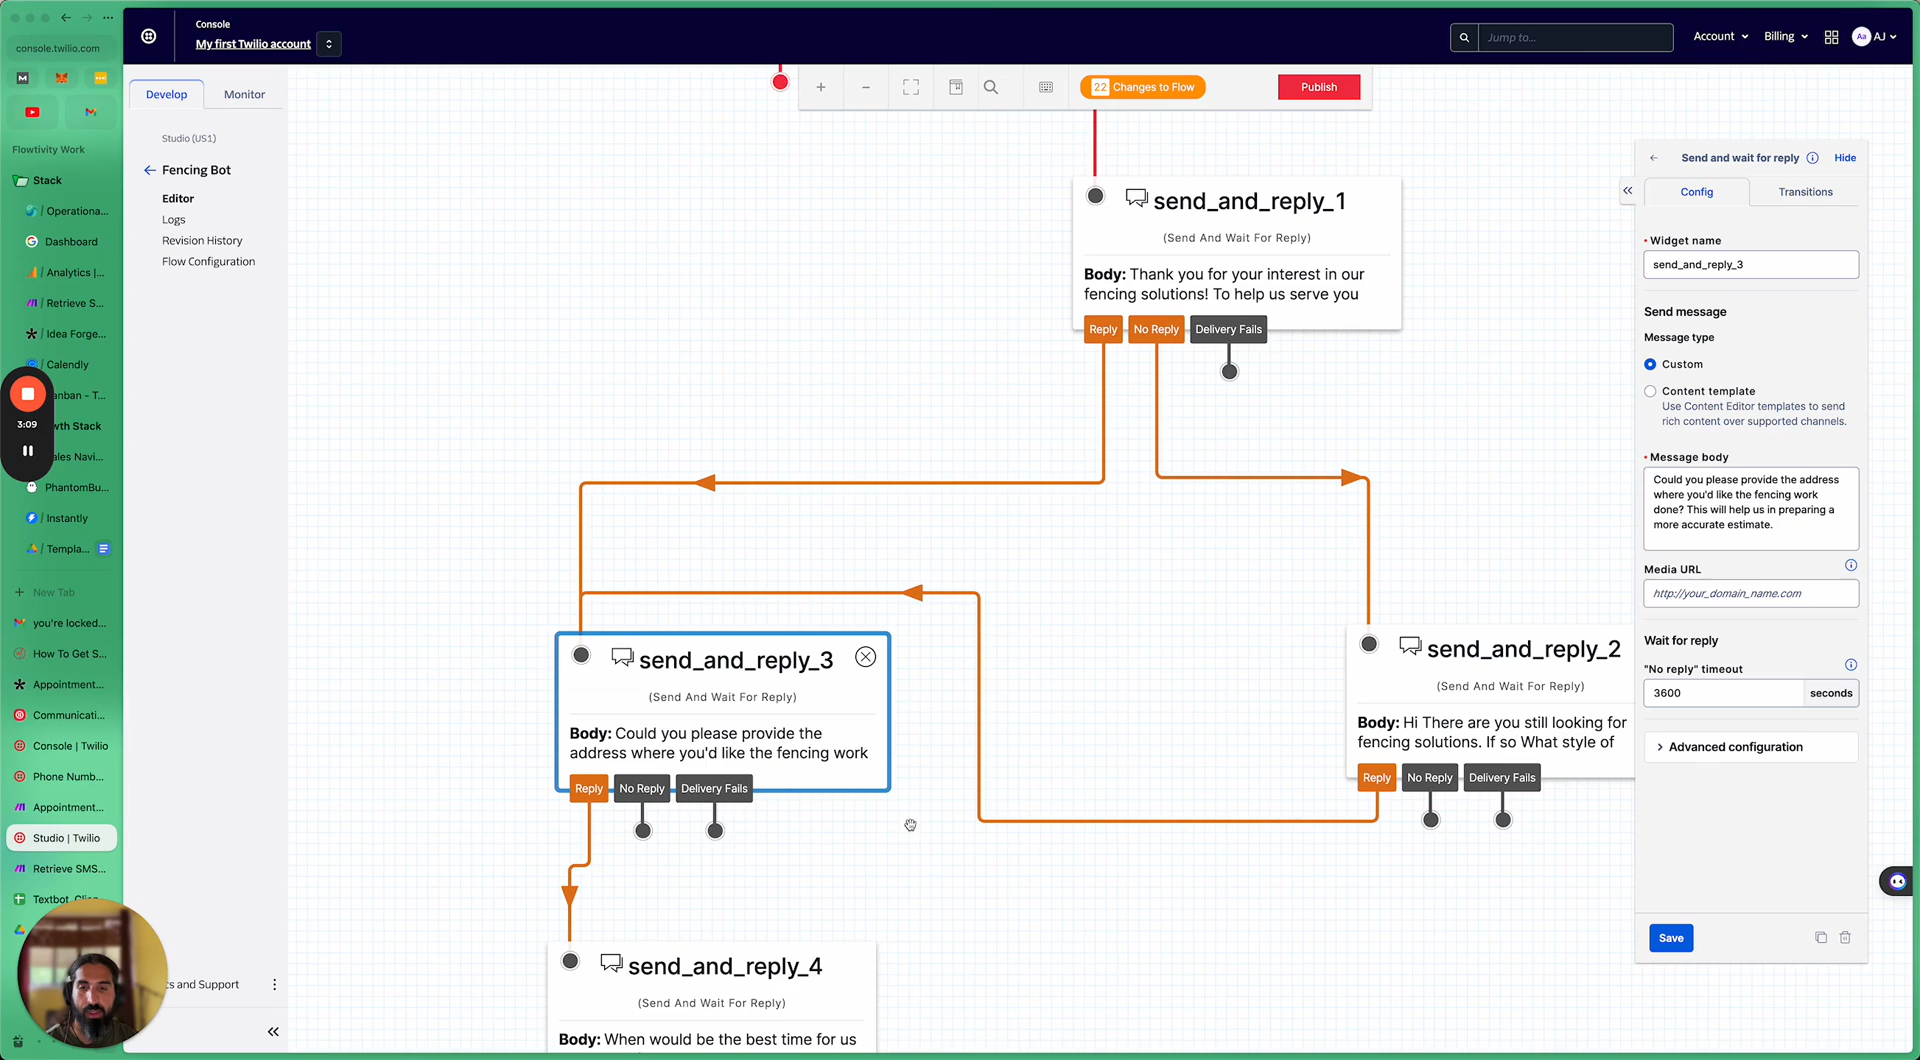 console.twilio.com
Flowtivity Work
Stack
/ Operationa...
Dashboard
/ Analytics |...
/ Retrieve S...
/ Idea Forge...
/ Calendly
anban - T...
wth Stack
ales Navi...
PhantomBu...
/ Instantly
/ Templa...
New Tab
you're locked...
How To Get S...
Appointment...
Communicati...
Console | Twilio
Phone Numb...
Appointment...
Studio | Twilio
Retrieve SMS...
Textbot
3:09
Console
My first Twilio account
Jump to...
Account
Billing
Aa
AJ
Develop
Monitor
Studio (US1)
Fencing Bot
Editor
Logs
Revision History
Flow Configuration
s and Support
22 Changes to Flow
Publish
send_and_reply_1
(Send And Wait For Reply)
Body: Thank you for your interest in our
fencing solutions! To help us serve you
Reply
No Reply
Delivery Fails
send_and_reply_3
(Send And Wait For Reply)
Body: Could you please provide the
address where you'd like the fencing work
Reply
No Reply
Delivery Fails
send_and_reply_2
(Send And Wait For Reply)
Body: Hi There are you still looking for
fencing solutions. If so What style of
Reply
No Reply
Delivery Fails
send_and_reply_4
(Send And Wait For Reply)
Body: When would be the best time for us
Send and wait for reply
Hide
Config
Transitions
• Widget name
send_and_reply_3
Send message
Message type
Custom
Content template
Use Content Editor templates to send
rich content over supported channels.
• Message body
Could you please provide the address
where you'd like the fencing work
done? This will help us in preparing a
more accurate estimate.
Media URL
http://your_domain_name.com
Wait for reply
"No reply" timeout
3600
seconds
Advanced configuration
Save